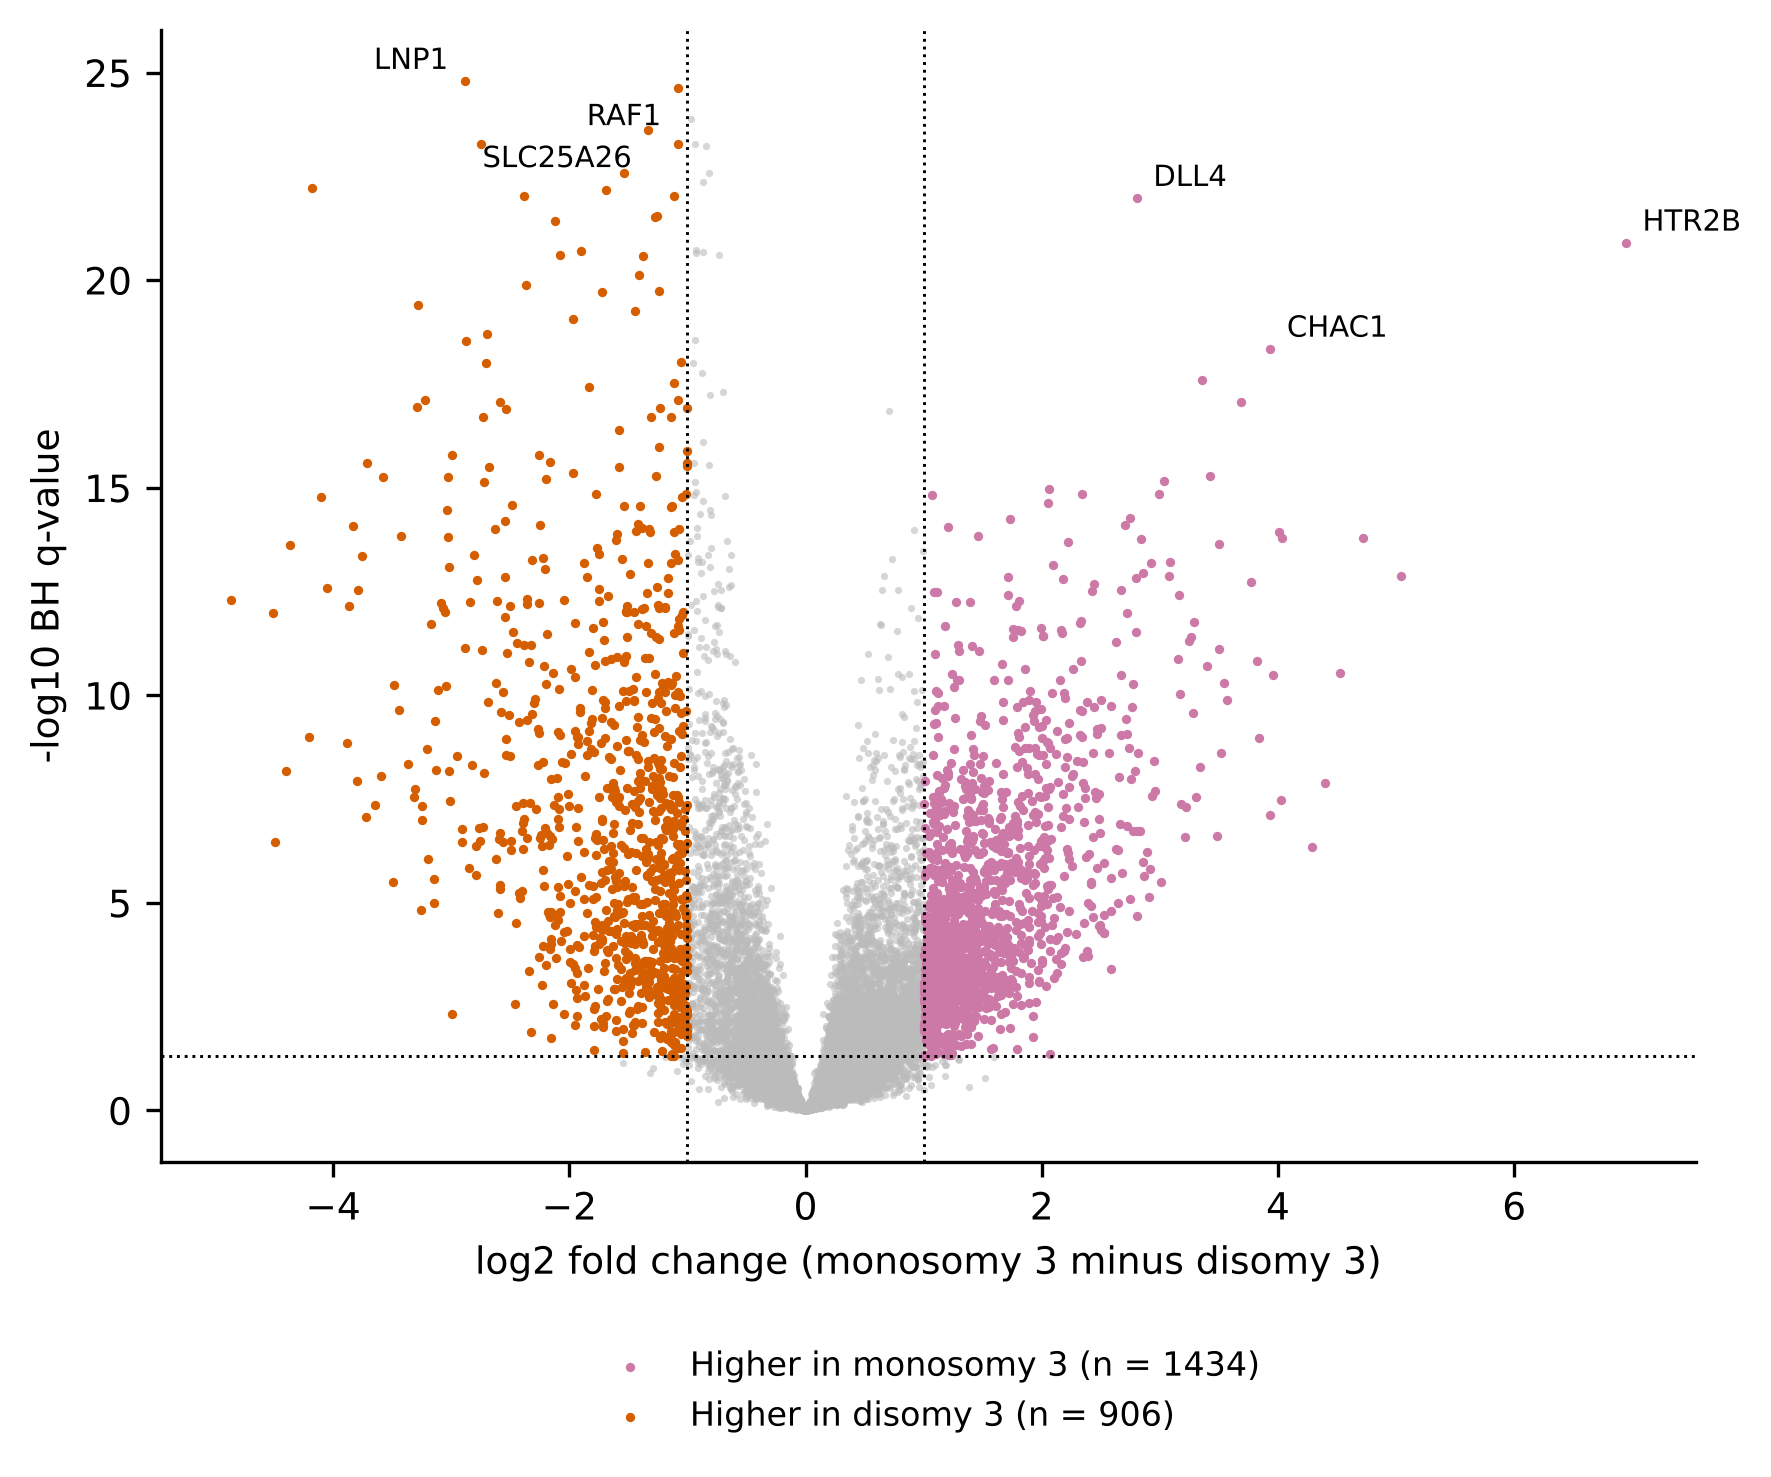 LNP1
RAF1
SLC25A26
DLL4
HTR2B
CHAC1
25
20
15
10
5
0
-log10 BH q-value
−4 −2 0 2 4 6
log2 fold change (monosomy 3 minus disomy 3)
Higher in monosomy 3 (n = 1434)
Higher in disomy 3 (n = 906)